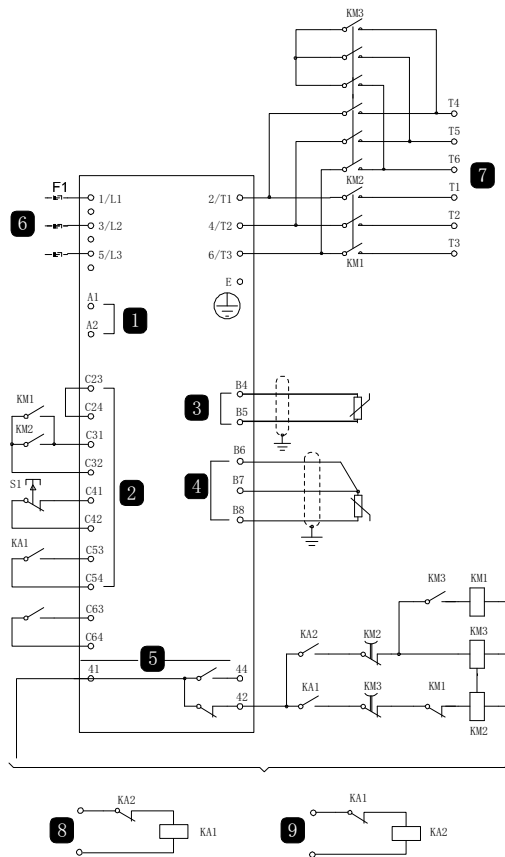 KM3
T4
T5
T6
7
F1
1/L1
2/T1
KM2
T1
6
3/L2
4/T2
T2
5/L3
6/T3
T3
KM1
E
A1
1
A2
C23
B4
KM1
3
C24
B5
KM2
C31
B6
C32
2
4
B7
S1
C41
B8
C42
KA1
C53
C54
KM3
KM1
C63
KA2
KM2
KM3
C64
5
41
44
KA1
KM3
KM1
42
KM2
KA2
KA1
8
KA1
9
KA2